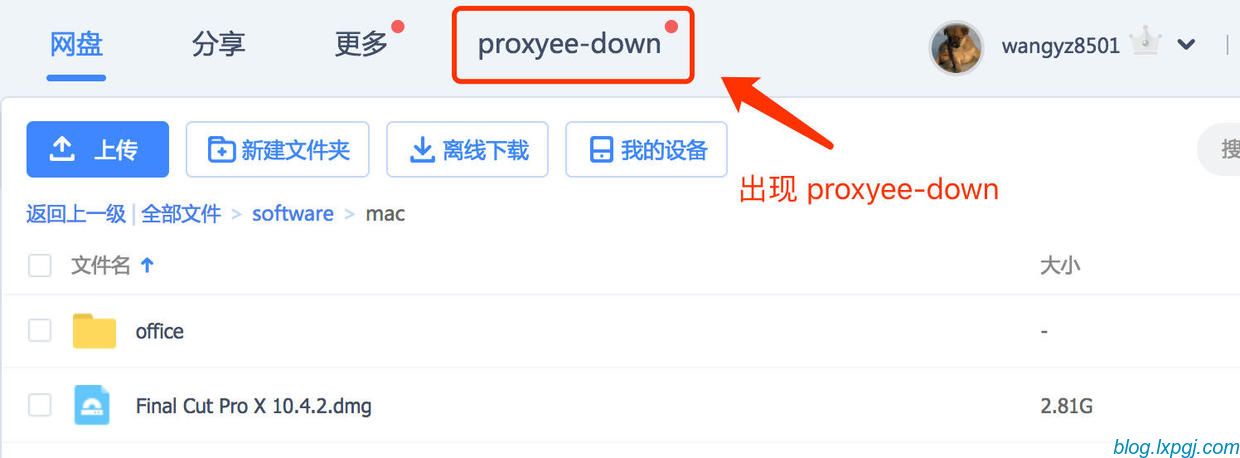 网盘 分享 更多 proxyee-down wangyz8501
上传 新建文件夹 离线下载 我的设备 搜
出现 proxyee-down
返回上一级 | 全部文件 > software > mac
文件名 大小
office -
Final Cut Pro X 10.4.2.dmg 2.81G
blog.lxpgj.com